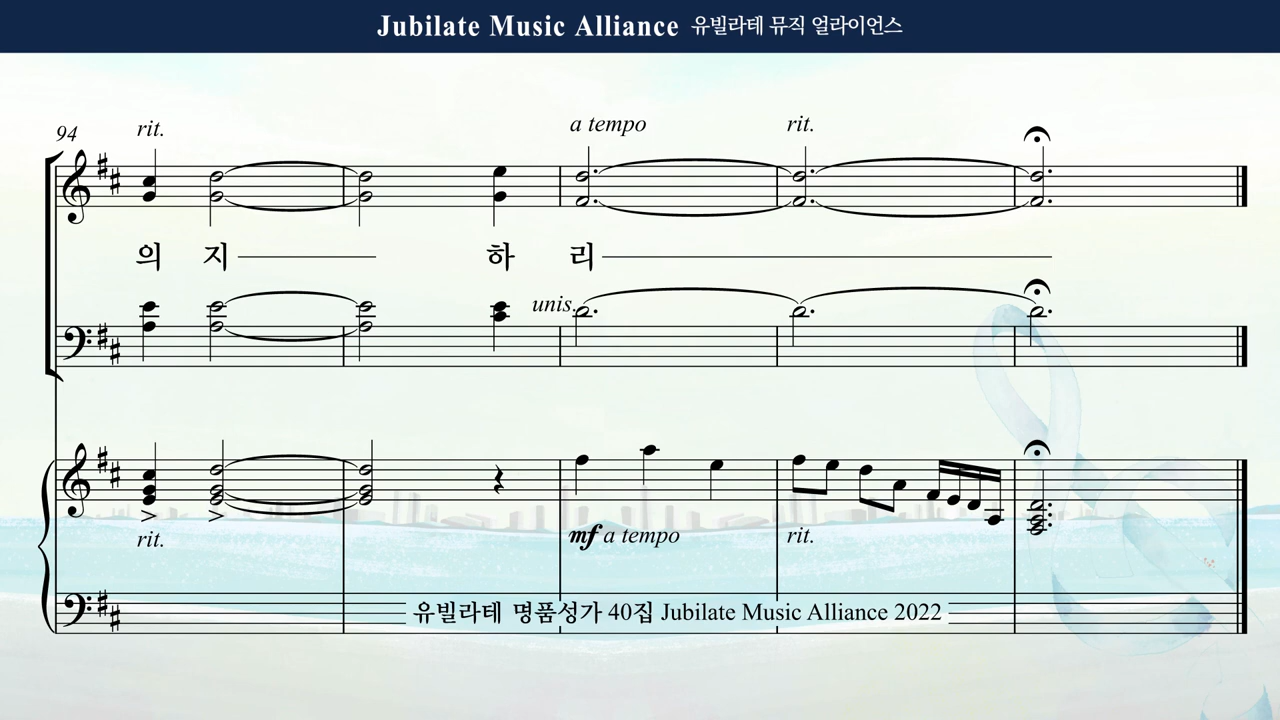 Jubilate Music Alliance 유빌라테 뮤직 얼라이언스
94
rit. a tempo rit.
의 지 하 리
unis.
rit. mf a tempo rit.
유빌라테 명품성가 40집 Jubilate Music Alliance 2022